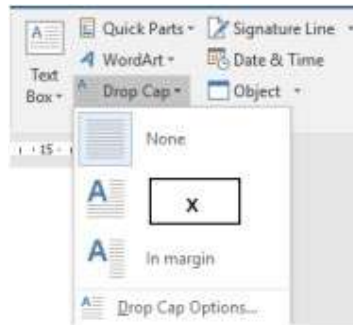 Quick Parts
Signature Line
WordArt
Date & Time
Text
Box
Drop Cap
Object
15
None
X
In margin
Drop Cap Options...